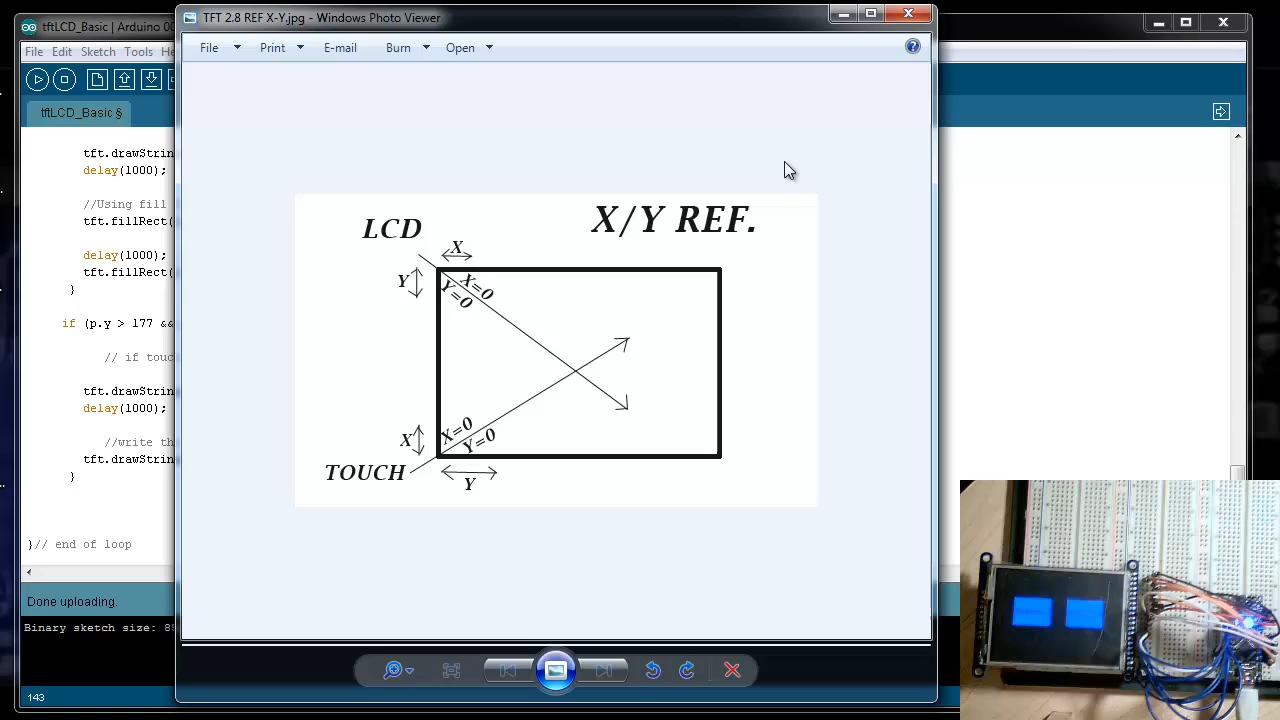 tftLCD_Basic | Arduino 00
TFT 2.8 REF X-Y.jpg - Windows Photo Viewer
File Edit Sketch Tools He
File Print E-mail Burn Open
tftLCD_Basic §
tft.drawStrin
delay(1000);
//Using fill
tft.fillRect(
delay(1000);
tft.fillRect(
}
if (p.y > 177 &&
// if touc
tft.drawStrin
delay(1000);
//write th
tft.drawStrin
}
}// end of loop
Done uploading.
Binary sketch size: 85
143
LCD
X/Y REF.
X
Y
X=0
Y=0
X=0
Y=0
X
TOUCH
Y